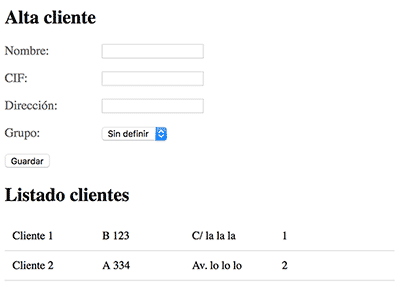 Alta cliente
Nombre:
CIF:
Dirección:
Grupo: Sin definir
Guardar
Listado clientes
Cliente 1 B 123 C/ la la la 1
Cliente 2 A 334 Av. lo lo lo 2